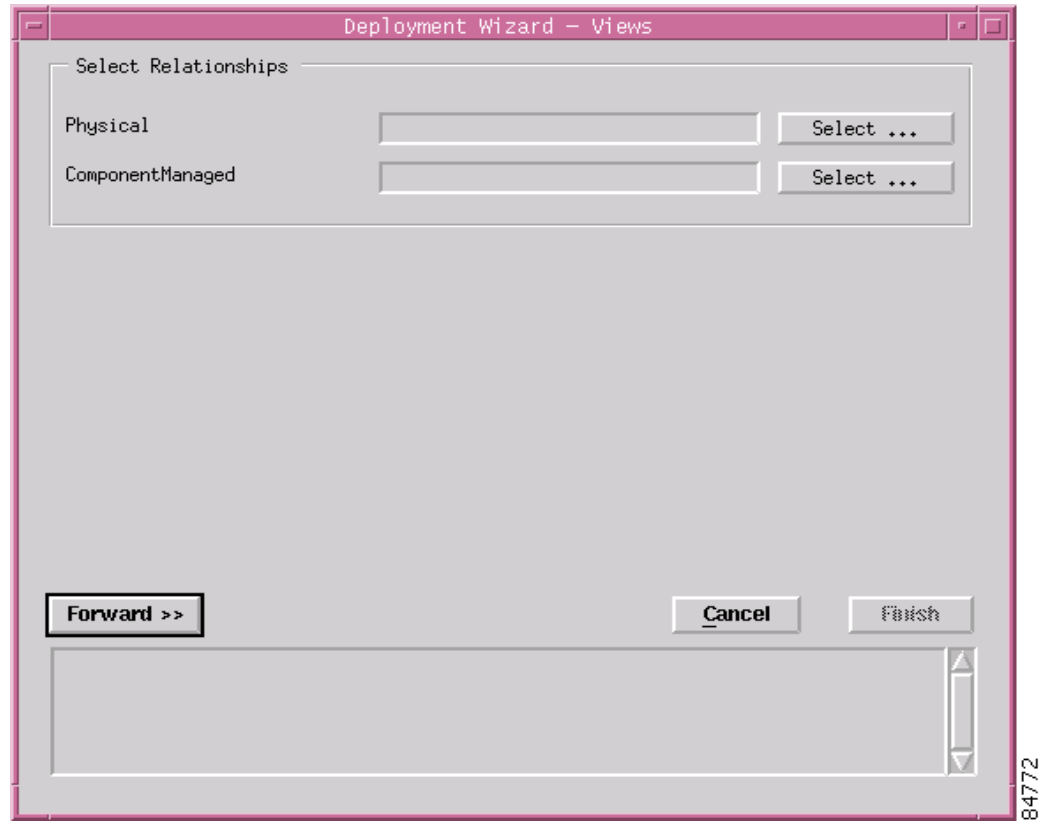 Deployment Wizard — Views
Select Relationships
Physical
Select ...
ComponentManaged
Select ...
Forward >>
Cancel
Finish
84772